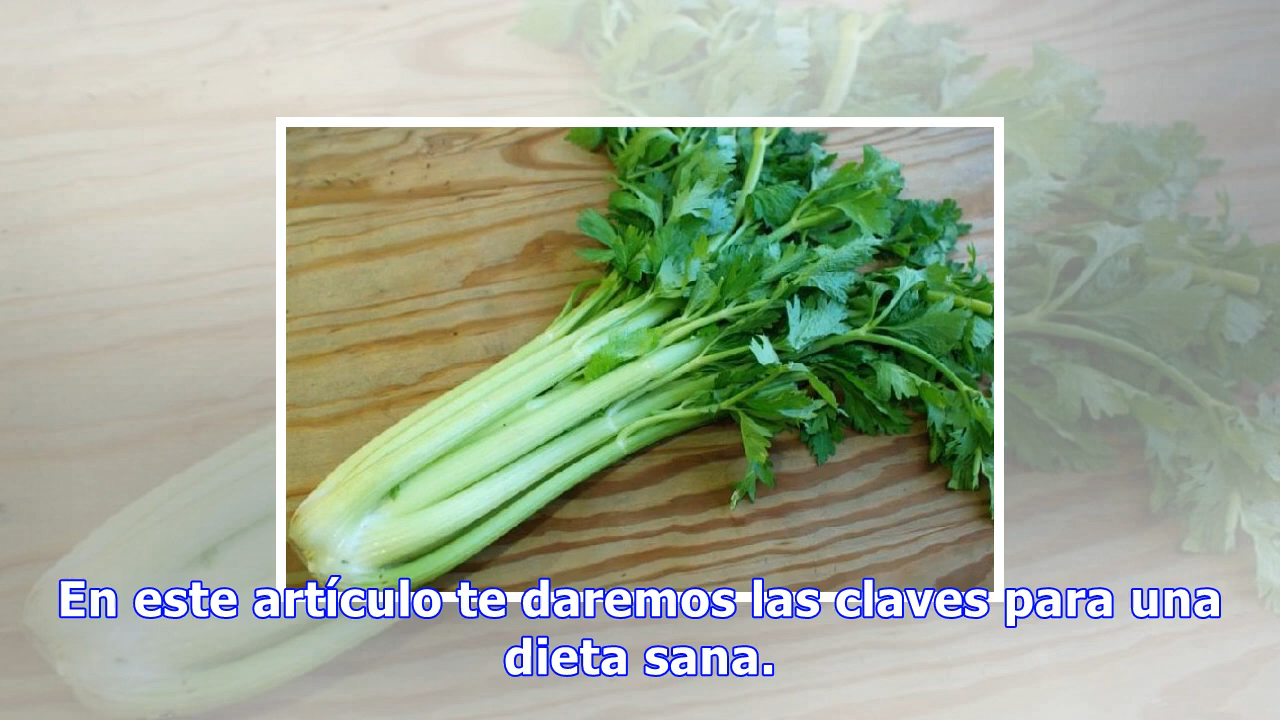 En este artículo te daremos las claves para una
dieta sana.